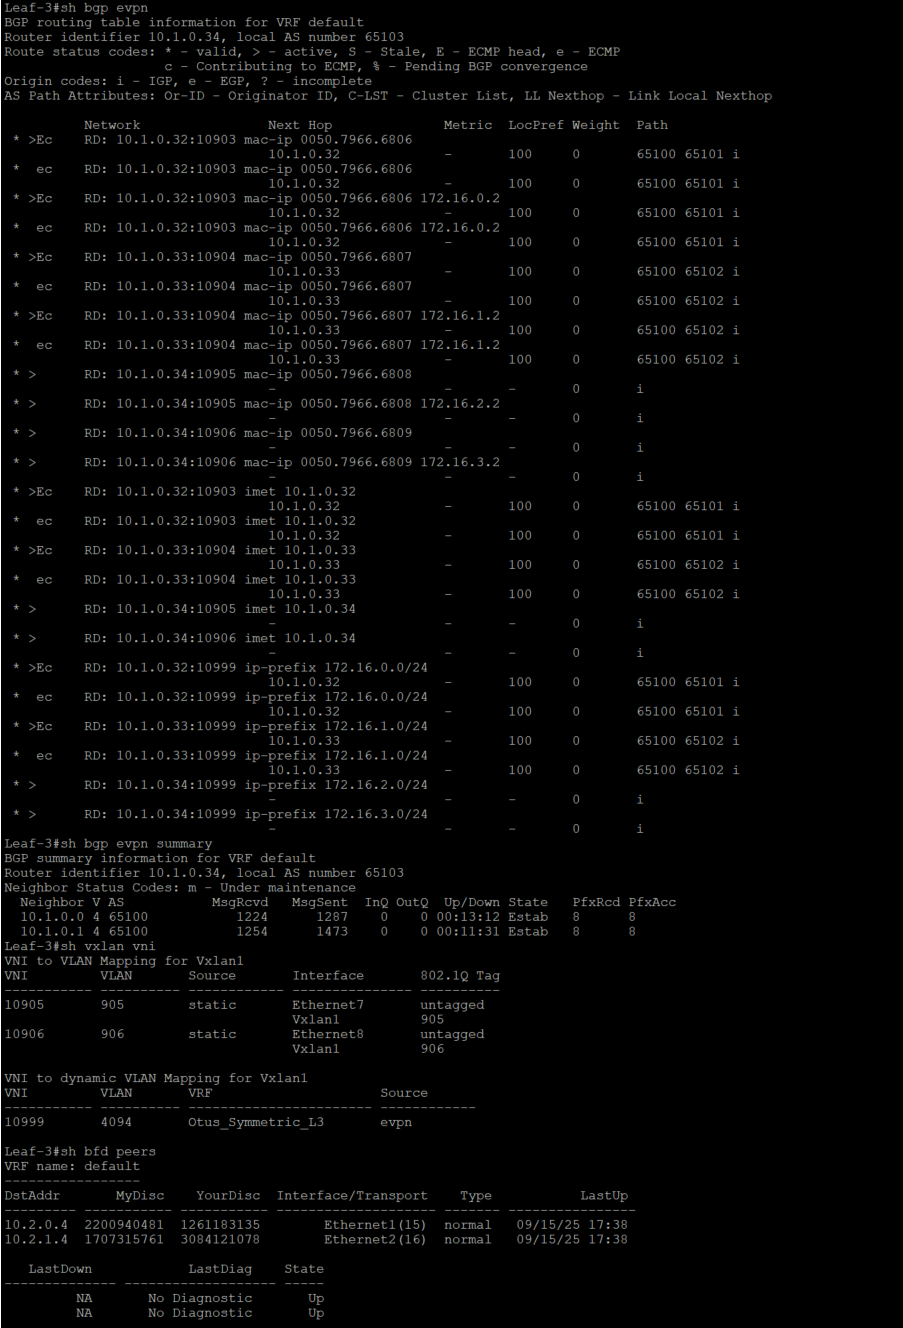 Leaf-3#sh bgp evpn
BGP routing table information for VRF default
Router identifier 10.1.0.34, local AS number 65103
Route status codes: * - valid, > - active, S - Stale, E - ECMP head, e - ECMP
                    c - Contributing to ECMP, % - Pending BGP convergence
Origin codes: i - IGP, e - EGP, ? - incomplete
AS Path Attributes: Or-ID - Originator ID, C-LST - Cluster List, LL Nexthop - Link Local Nexthop

          Network                Next Hop              Metric  LocPref Weight  Path
 * >Ec    RD: 10.1.0.32:10903 mac-ip 0050.7966.6806
                                 10.1.0.32             -       100     0       65100 65101 i
 *  ec    RD: 10.1.0.32:10903 mac-ip 0050.7966.6806
                                 10.1.0.32             -       100     0       65100 65101 i
 * >Ec    RD: 10.1.0.32:10903 mac-ip 0050.7966.6806 172.16.0.2
                                 10.1.0.32             -       100     0       65100 65101 i
 *  ec    RD: 10.1.0.32:10903 mac-ip 0050.7966.6806 172.16.0.2
                                 10.1.0.32             -       100     0       65100 65101 i
 * >Ec    RD: 10.1.0.33:10904 mac-ip 0050.7966.6807
                                 10.1.0.33             -       100     0       65100 65102 i
 *  ec    RD: 10.1.0.33:10904 mac-ip 0050.7966.6807
                                 10.1.0.33             -       100     0       65100 65102 i
 * >Ec    RD: 10.1.0.33:10904 mac-ip 0050.7966.6807 172.16.1.2
                                 10.1.0.33             -       100     0       65100 65102 i
 *  ec    RD: 10.1.0.33:10904 mac-ip 0050.7966.6807 172.16.1.2
                                 10.1.0.33             -       100     0       65100 65102 i
 * >      RD: 10.1.0.34:10905 mac-ip 0050.7966.6808
                                 -                     -       -       0       i
 * >      RD: 10.1.0.34:10905 mac-ip 0050.7966.6808 172.16.2.2
                                 -                     -       -       0       i
 * >      RD: 10.1.0.34:10906 mac-ip 0050.7966.6809
                                 -                     -       -       0       i
 * >      RD: 10.1.0.34:10906 mac-ip 0050.7966.6809 172.16.3.2
                                 -                     -       -       0       i
 * >Ec    RD: 10.1.0.32:10903 imet 10.1.0.32
                                 10.1.0.32             -       100     0       65100 65101 i
 *  ec    RD: 10.1.0.32:10903 imet 10.1.0.32
                                 10.1.0.32             -       100     0       65100 65101 i
 * >Ec    RD: 10.1.0.33:10904 imet 10.1.0.33
                                 10.1.0.33             -       100     0       65100 65102 i
 *  ec    RD: 10.1.0.33:10904 imet 10.1.0.33
                                 10.1.0.33             -       100     0       65100 65102 i
 * >      RD: 10.1.0.34:10905 imet 10.1.0.34
                                 -                     -       -       0       i
 * >      RD: 10.1.0.34:10906 imet 10.1.0.34
                                 -                     -       -       0       i
 * >Ec    RD: 10.1.0.32:10999 ip-prefix 172.16.0.0/24
                                 10.1.0.32             -       100     0       65100 65101 i
 *  ec    RD: 10.1.0.32:10999 ip-prefix 172.16.0.0/24
                                 10.1.0.32             -       100     0       65100 65101 i
 * >Ec    RD: 10.1.0.33:10999 ip-prefix 172.16.1.0/24
                                 10.1.0.33             -       100     0       65100 65102 i
 *  ec    RD: 10.1.0.33:10999 ip-prefix 172.16.1.0/24
                                 10.1.0.33             -       100     0       65100 65102 i
 * >      RD: 10.1.0.34:10999 ip-prefix 172.16.2.0/24
                                 -                     -       -       0       i
 * >      RD: 10.1.0.34:10999 ip-prefix 172.16.3.0/24
                                 -                     -       -       0       i
Leaf-3#sh bgp evpn summary
BGP summary information for VRF default
Router identifier 10.1.0.34, local AS number 65103
Neighbor Status Codes: m - Under maintenance
  Neighbor V AS           MsgRcvd   MsgSent  InQ OutQ  Up/Down State   PfxRcd PfxAcc
  10.1.0.0 4 65100           1224      1287    0    0 00:13:12 Estab   8      8
  10.1.0.1 4 65100           1254      1473    0    0 00:11:31 Estab   8      8
Leaf-3#sh vxlan vni
VNI to VLAN Mapping for Vxlan1
VNI         VLAN       Source       Interface       802.1Q Tag
----------- ---------- ------------ --------------- ----------
10905       905        static       Ethernet7       untagged
                                    Vxlan1          905
10906       906        static       Ethernet8       untagged
                                    Vxlan1          906

VNI to dynamic VLAN Mapping for Vxlan1
VNI         VLAN       VRF                     Source
----------- ---------- ----------------------- ------------
10999       4094       Otus_Symmetric_L3       evpn

Leaf-3#sh bfd peers
VRF name: default
-----------------
DstAddr       MyDisc    YourDisc  Interface/Transport    Type           LastUp
--------- ---------- ----------- -------------------- ------- ----------------
10.2.0.4  2200940481  1261183135        Ethernet1(15)  normal   09/15/25 17:38
10.2.1.4  1707315761  3084121078        Ethernet2(16)  normal   09/15/25 17:38

   LastDown            LastDiag    State
-------------- ------------------- -----
         NA       No Diagnostic       Up
         NA       No Diagnostic       Up